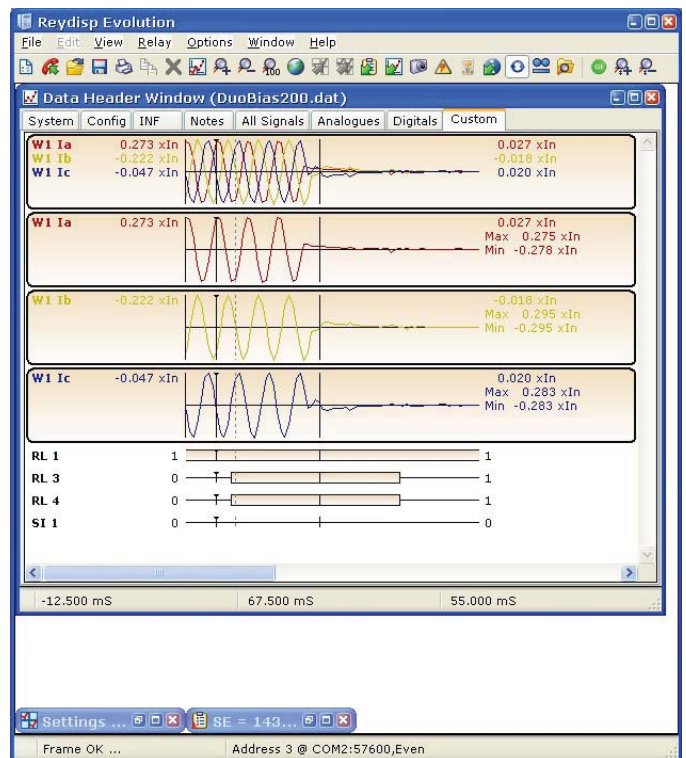 Reydisp Evolution
File Edit View Relay Options Window Help
100
Data Header Window (DuoBias200.dat)
System Config INF Notes All Signals Analogues Digitals Custom
W1 Ia 0.273 xIn 0.027 xIn
W1 Ib -0.222 xIn -0.018 xIn
W1 Ic -0.047 xIn 0.020 xIn
W1 Ia 0.273 xIn 0.027 xIn
Max 0.275 xIn
Min -0.278 xIn
W1 Ib -0.222 xIn -0.018 xIn
Max 0.295 xIn
Min -0.295 xIn
W1 Ic -0.047 xIn 0.020 xIn
Max 0.283 xIn
Min -0.283 xIn
RL 1 1 1
RL 3 0 1
RL 4 0 1
SI 1 0 0
-12.500 mS 67.500 mS 55.000 mS
Settings ... SE = 143...
Frame OK ... Address 3 @ COM2:57600,Even